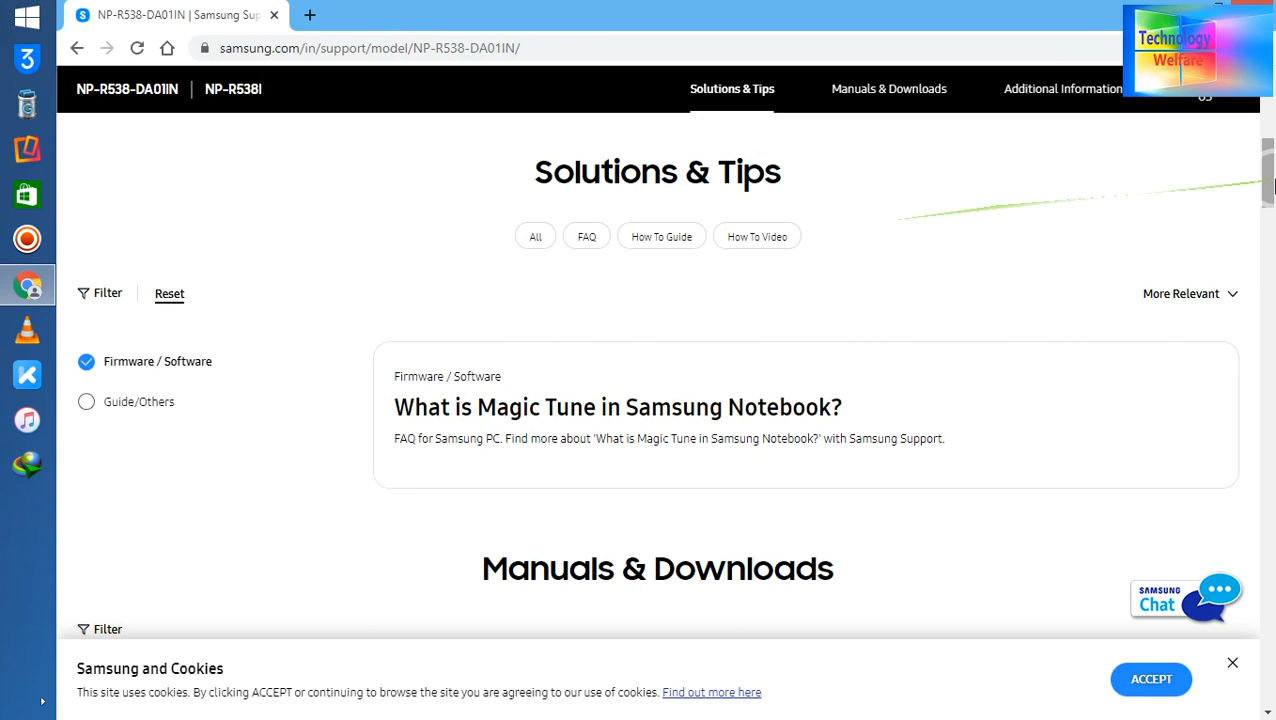 NP-R538-DA01IN | Samsung Sup
samsung.com/in/support/model/NP-R538-DA01IN/
Technology
Welfare
NP-R538-DA01IN | NP-R538I
Solutions & Tips
Manuals & Downloads
Additional Information
Solutions & Tips
All
FAQ
How To Guide
How To Video
Filter
Reset
More Relevant
Firmware / Software
Guide/Others
Firmware / Software
What is Magic Tune in Samsung Notebook?
FAQ for Samsung PC. Find more about 'What is Magic Tune in Samsung Notebook?' with Samsung Support.
Manuals & Downloads
SAMSUNG
Chat
Filter
Samsung and Cookies
This site uses cookies. By clicking ACCEPT or continuing to browse the site you are agreeing to our use of cookies. Find out more here
ACCEPT